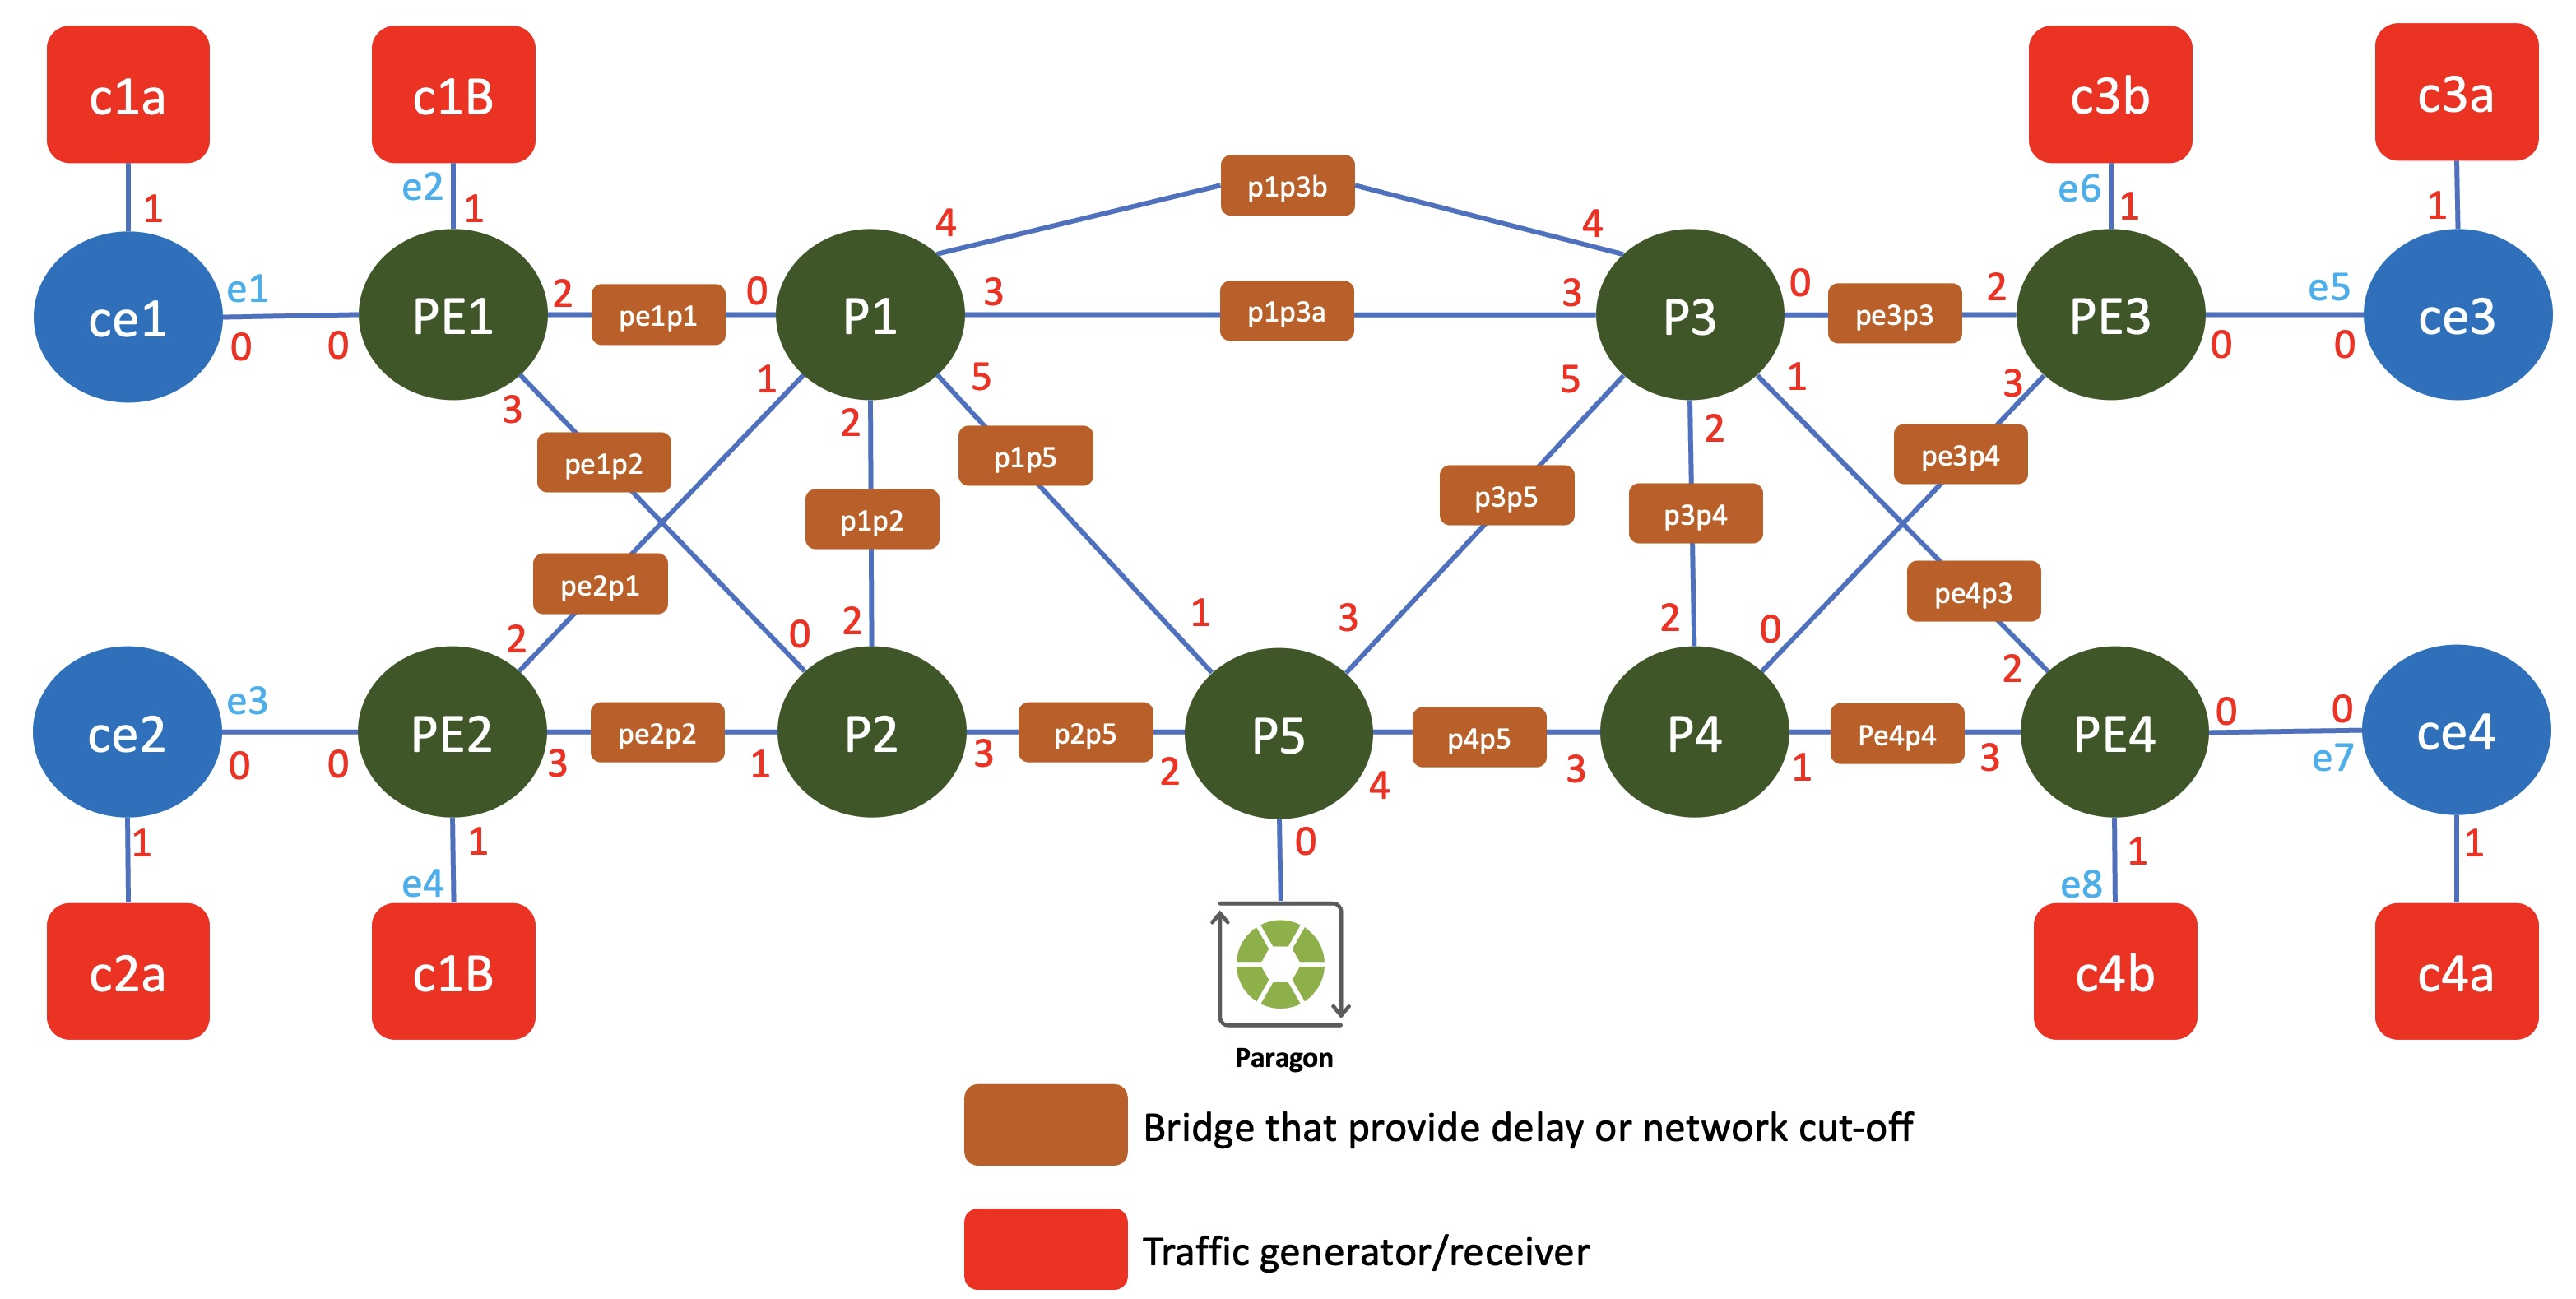 c1a
c1B
c3b
c3a
1
e2
1
e6
1
1
p1p3b
4
4
ce1
e1
0
0
PE1
2
pe1p1
0
P1
3
p1p3a
3
P3
0
pe3p3
2
PE3
0
e5
0
ce3
3
1
2
5
5
2
1
3
pe1p2
p1p5
pe3p4
p1p2
p3p5
p3p4
pe2p1
pe4p3
2
0
2
1
3
2
0
2
ce2
e3
0
0
PE2
3
pe2p2
1
P2
3
p2p5
2
P5
4
p4p5
3
P4
1
Pe4p4
3
PE4
0
0
e7
ce4
1
1
e4
0
1
e8
1
c2a
c1B
c4b
c4a
Paragon
Bridge that provide delay or network cut-off
Traffic generator/receiver